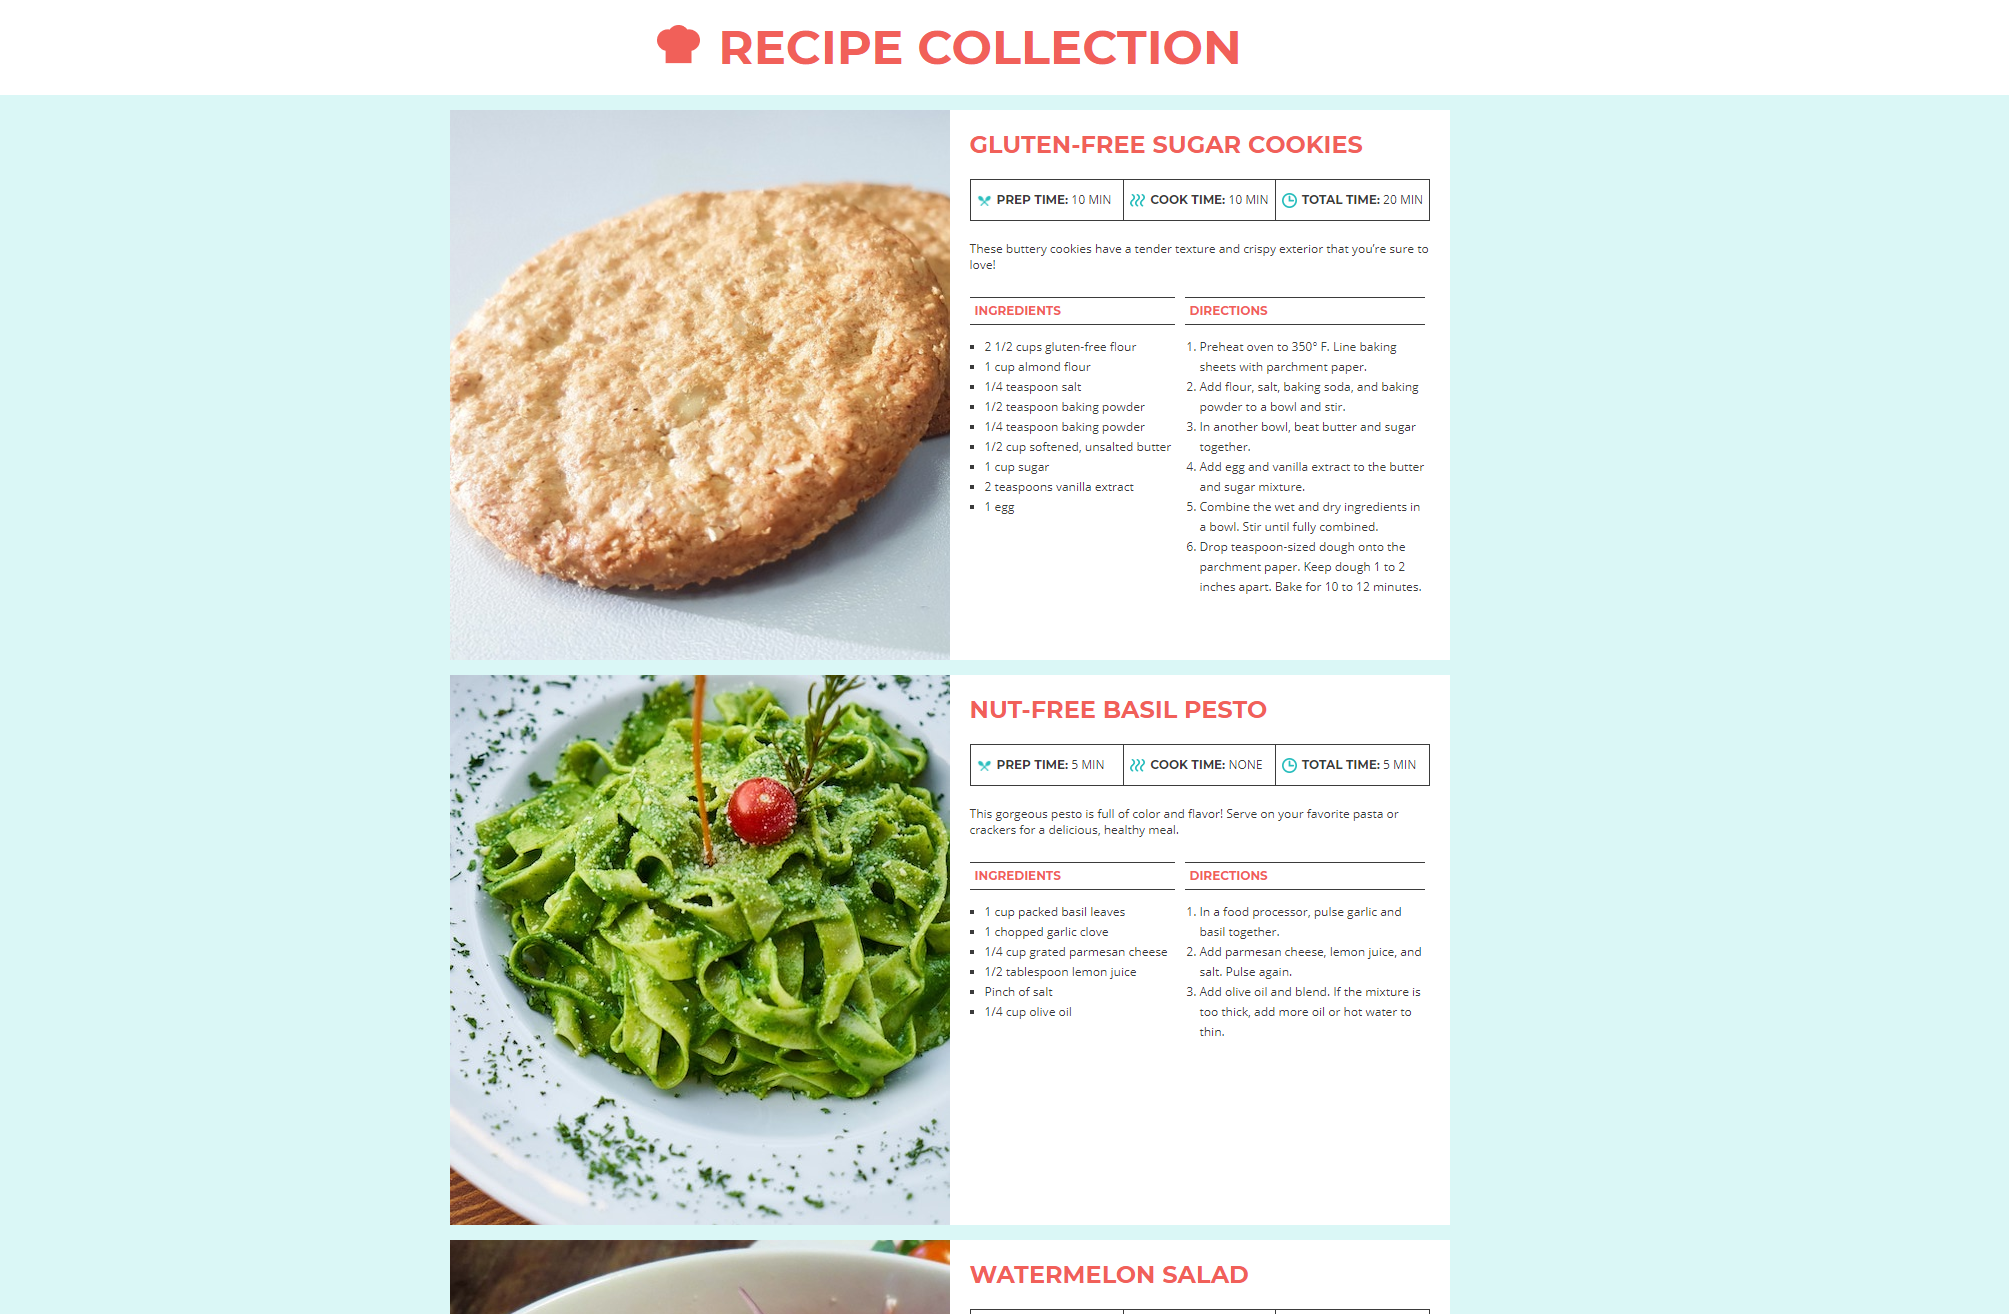 RECIPE COLLECTION
GLUTEN-FREE SUGAR COOKIES
PREP TIME: 10 MIN COOK TIME: 10 MIN TOTAL TIME: 20 MIN
These buttery cookies have a tender texture and crispy exterior that you're sure to
love!
INGREDIENTS
▪ 2 1/2 cups gluten-free flour
▪ 1 cup almond flour
▪ 1/4 teaspoon salt
▪ 1/2 teaspoon baking powder
▪ 1/4 teaspoon baking powder
▪ 1/2 cup softened, unsalted butter
▪ 1 cup sugar
▪ 2 teaspoons vanilla extract
▪ 1 egg
DIRECTIONS
1. Preheat oven to 350° F. Line baking
sheets with parchment paper.
2. Add flour, salt, baking soda, and baking
powder to a bowl and stir.
3. In another bowl, beat butter and sugar
together.
4. Add egg and vanilla extract to the butter
and sugar mixture.
5. Combine the wet and dry ingredients in
a bowl. Stir until fully combined.
6. Drop teaspoon-sized dough onto the
parchment paper. Keep dough 1 to 2
inches apart. Bake for 10 to 12 minutes.
NUT-FREE BASIL PESTO
PREP TIME: 5 MIN COOK TIME: NONE TOTAL TIME: 5 MIN
This gorgeous pesto is full of color and flavor! Serve on your favorite pasta or
crackers for a delicious, healthy meal.
INGREDIENTS
▪ 1 cup packed basil leaves
▪ 1 chopped garlic clove
▪ 1/4 cup grated parmesan cheese
▪ 1/2 tablespoon lemon juice
▪ Pinch of salt
▪ 1/4 cup olive oil
DIRECTIONS
1. In a food processor, pulse garlic and
basil together.
2. Add parmesan cheese, lemon juice, and
salt. Pulse again.
3. Add olive oil and blend. If the mixture is
too thick, add more oil or hot water to
thin.
WATERMELON SALAD